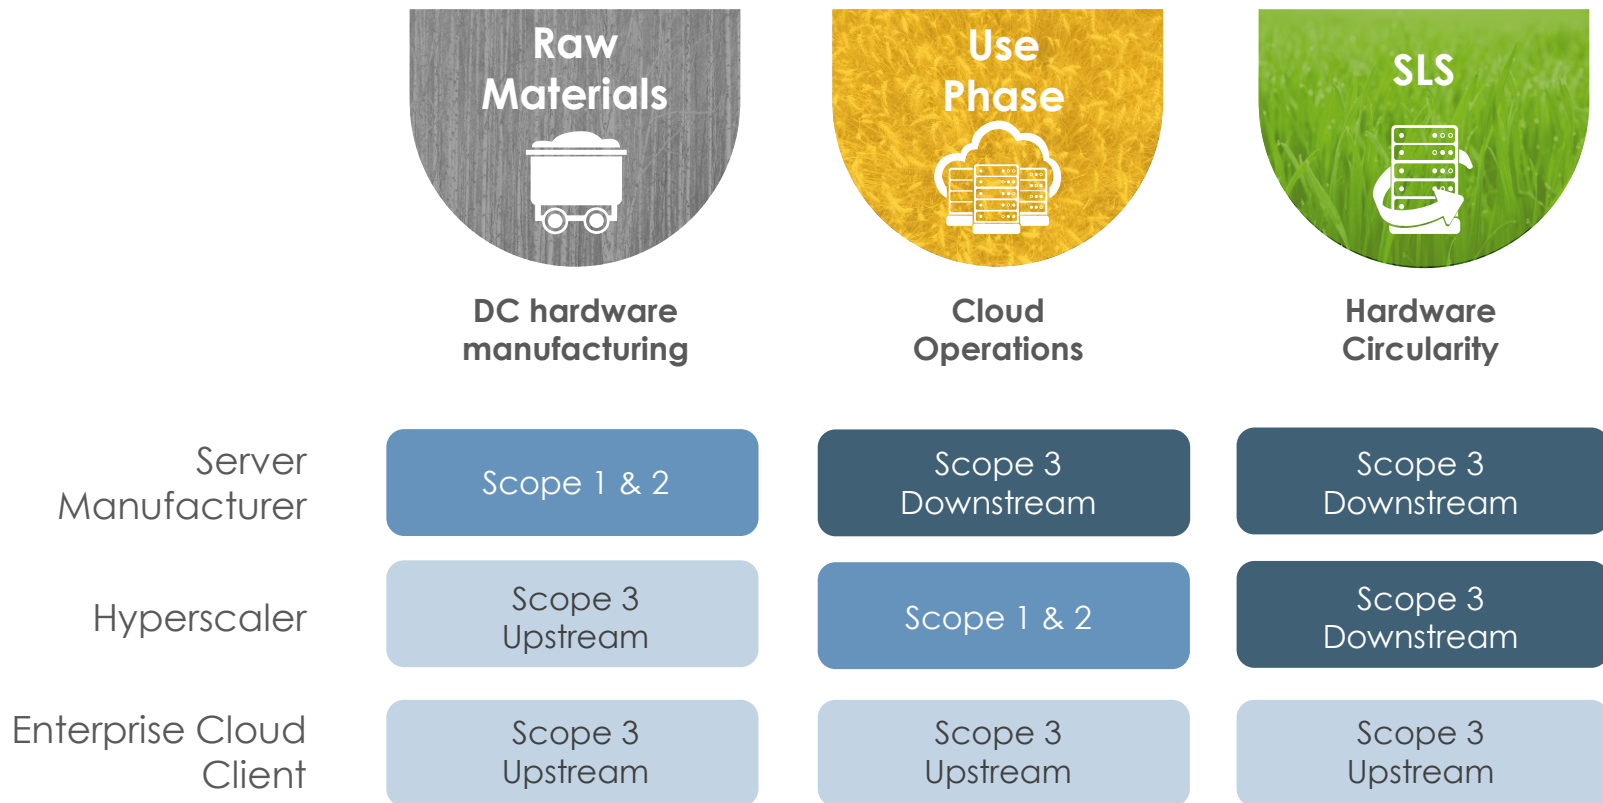 Raw
Materials
Use
Phase
SLS
DC hardware
manufacturing
Cloud
Operations
Hardware
Circularity
Server
Manufacturer
Scope 1 & 2
Scope 3
Downstream
Scope 3
Downstream
Hyperscaler
Scope 3
Upstream
Scope 1 & 2
Scope 3
Downstream
Enterprise Cloud
Client
Scope 3
Upstream
Scope 3
Upstream
Scope 3
Upstream